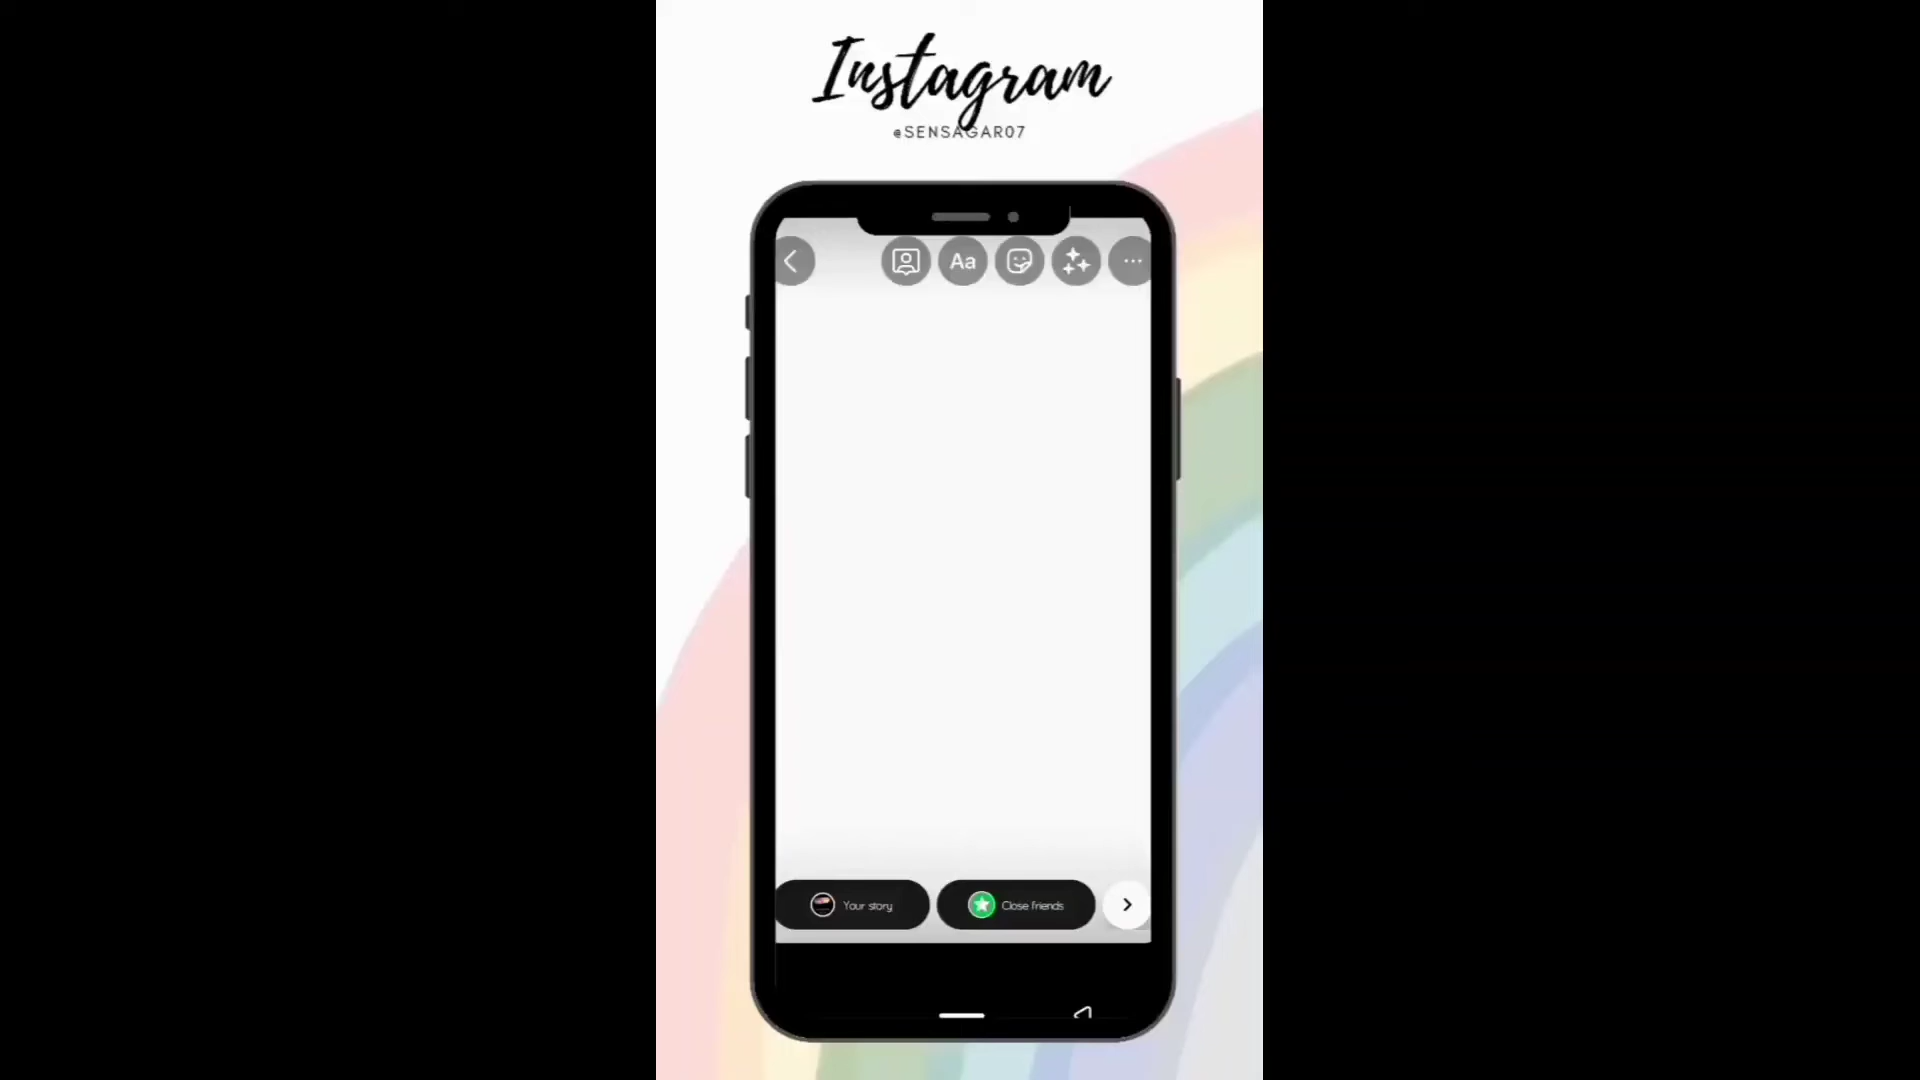 Instagram
@SENSAGAR07
Aa
Your story
Close friends